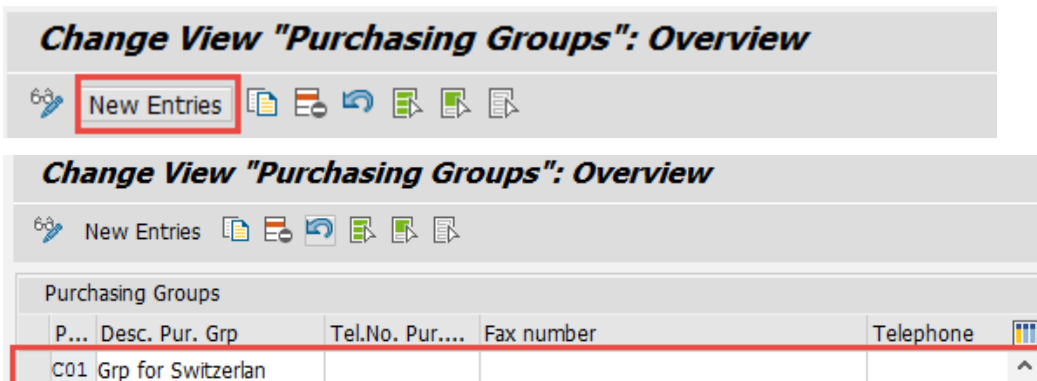 Change View "Purchasing Groups": Overview
New Entries
Change View "Purchasing Groups": Overview
New Entries
Purchasing Groups
P... Desc. Pur. Grp Tel.No. Pur.... Fax number Telephone
C01 Grp for Switzerlan